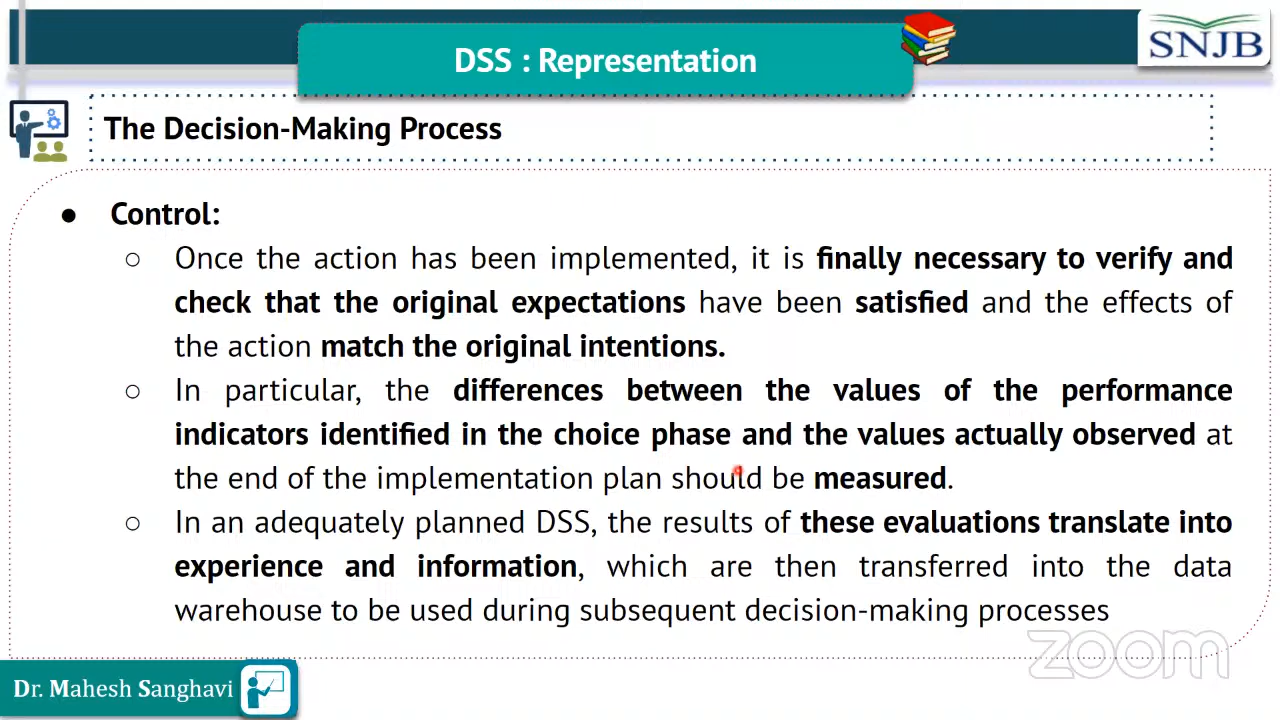 DSS : Representation
SNJB
The Decision-Making Process
● Control:
○ Once the action has been implemented, it is finally necessary to verify and
check that the original expectations have been satisfied and the effects of
the action match the original intentions.
○ In particular, the differences between the values of the performance
indicators identified in the choice phase and the values actually observed at
the end of the implementation plan should be measured.
○ In an adequately planned DSS, the results of these evaluations translate into
experience and information, which are then transferred into the data
warehouse to be used during subsequent decision-making processes
zoom
Dr. Mahesh Sanghavi